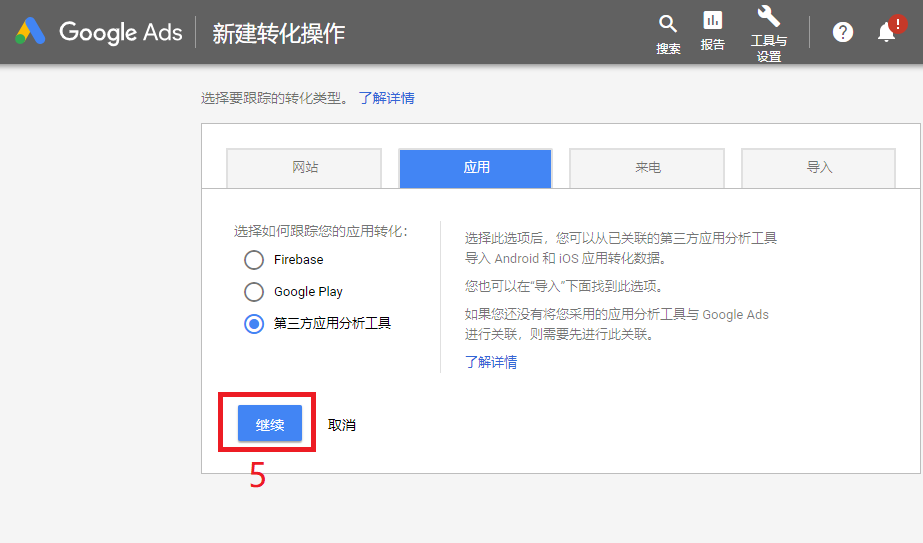 Google Ads
新建转化操作
搜索
报告
工具与
设置
?
!
选择要跟踪的转化类型。 了解详情
网站
应用
来电
导入
选择如何跟踪您的应用转化：
Firebase
Google Play
第三方应用分析工具
选择此选项后，您可以从已关联的第三方应用分析工具
导入 Android 和 iOS 应用转化数据。
您也可以在“导入”下面找到此选项。
如果您还没有将您采用的应用分析工具与 Google Ads
进行关联，则需要先进行此关联。
了解详情
继续
取消
5